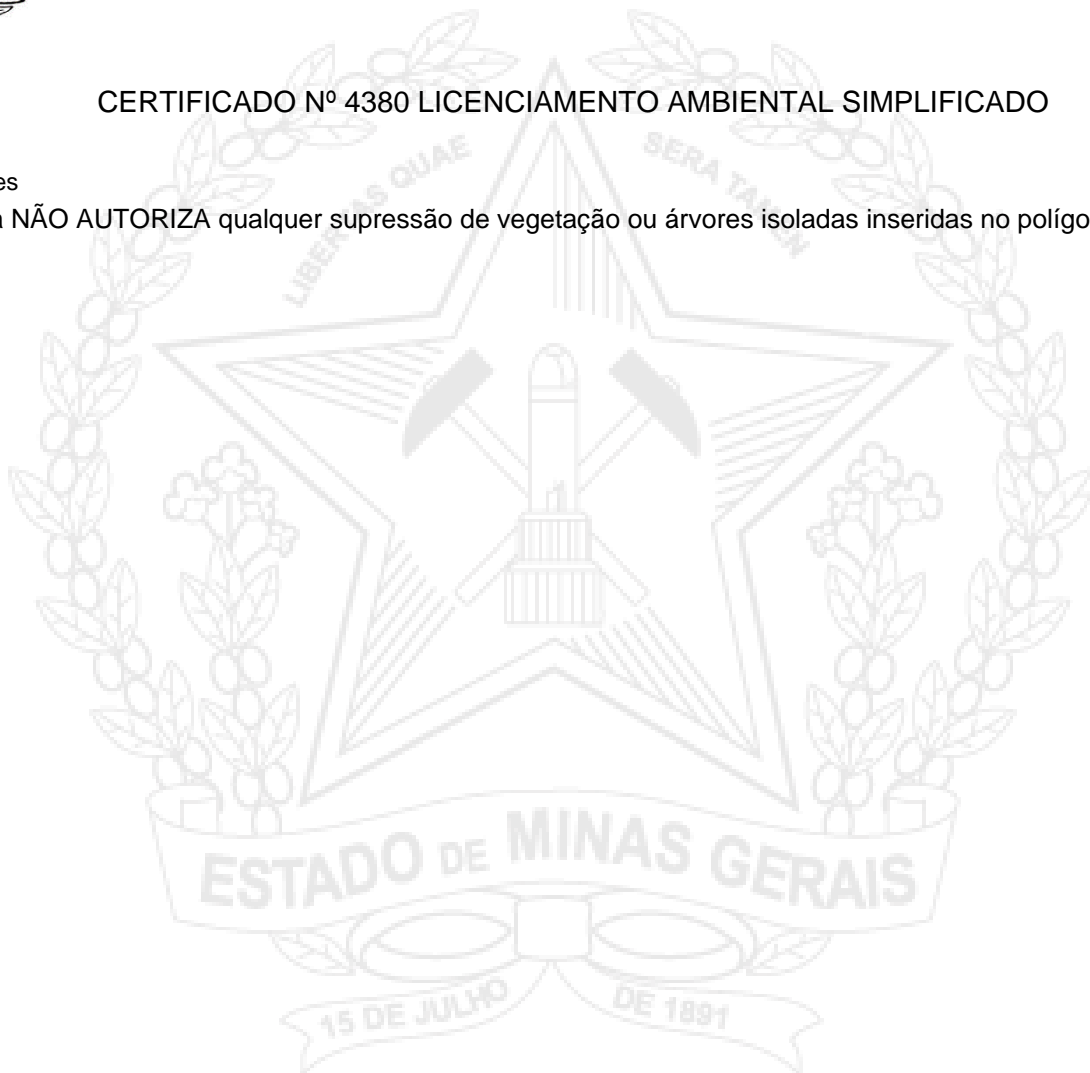 CERTIFICADO Nº 4380 LICENCIAMENTO AMBIENTAL SIMPLIFICADO
es
a NÃO AUTORIZA qualquer supressão de vegetação ou árvores isoladas inseridas no polígo
LIBERTAS QUAE SERA TAMEN
ESTADO DE MINAS GERAIS
15 DE JULHO DE 1891